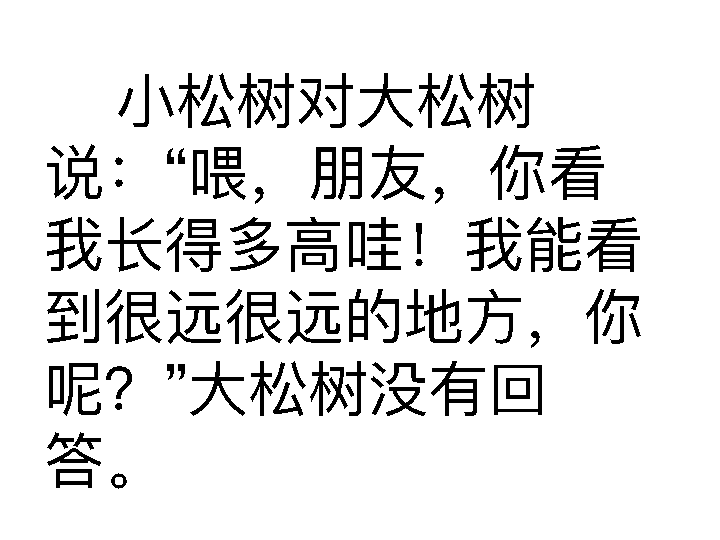 小松树对大松树
说：“喂，朋友，你看
我长得多高哇！我能看
到很远很远的地方，你
呢？”大松树没有回
答。